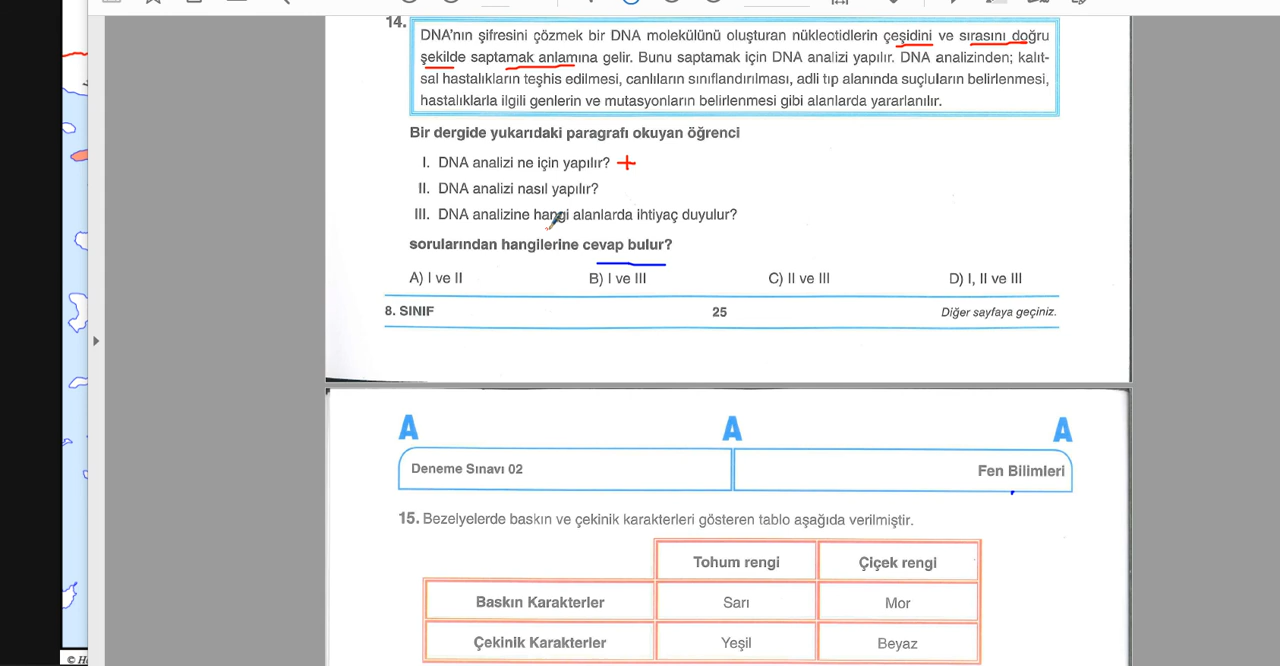 14.
DNA'nın şifresini çözmek bir DNA molekülünü oluşturan nükleotidlerin çeşidini ve sırasını doğru
şekilde saptamak anlamına gelir. Bunu saptamak için DNA analizi yapılır. DNA analizinden; kalıt-
sal hastalıkların teşhis edilmesi, canlıların sınıflandırılması, adli tıp alanında suçluların belirlenmesi,
hastalıklarla ilgili genlerin ve mutasyonların belirlenmesi gibi alanlarda yararlanılır.
Bir dergide yukarıdaki paragrafı okuyan öğrenci
I. DNA analizi ne için yapılır? +
II. DNA analizi nasıl yapılır?
III. DNA analizine hangi alanlarda ihtiyaç duyulur?
sorularından hangilerine cevap bulur?
A) I ve II B) I ve III C) II ve III D) I, II ve III
8. SINIF 25 Diğer sayfaya geçiniz.
A A A
Deneme Sınavı 02 Fen Bilimleri
15. Bezelyelerde baskın ve çekinik karakterleri gösteren tablo aşağıda verilmiştir.
Tohum rengi Çiçek rengi
Baskın Karakterler Sarı Mor
Çekinik Karakterler Yeşil Beyaz